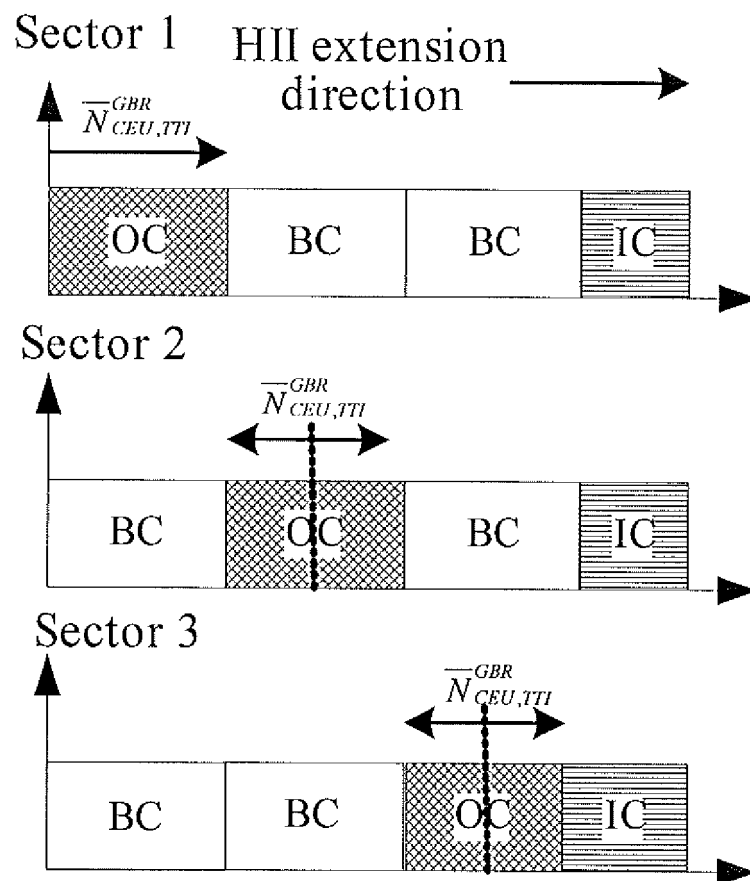 Sector 1
HII extension
direction
N̅ GBR CEU,TTI
OC BC BC IC
Sector 2
N̅ GBR CEU,TTI
BC OC BC IC
Sector 3
N̅ GBR CEU,TTI
BC BC OC IC